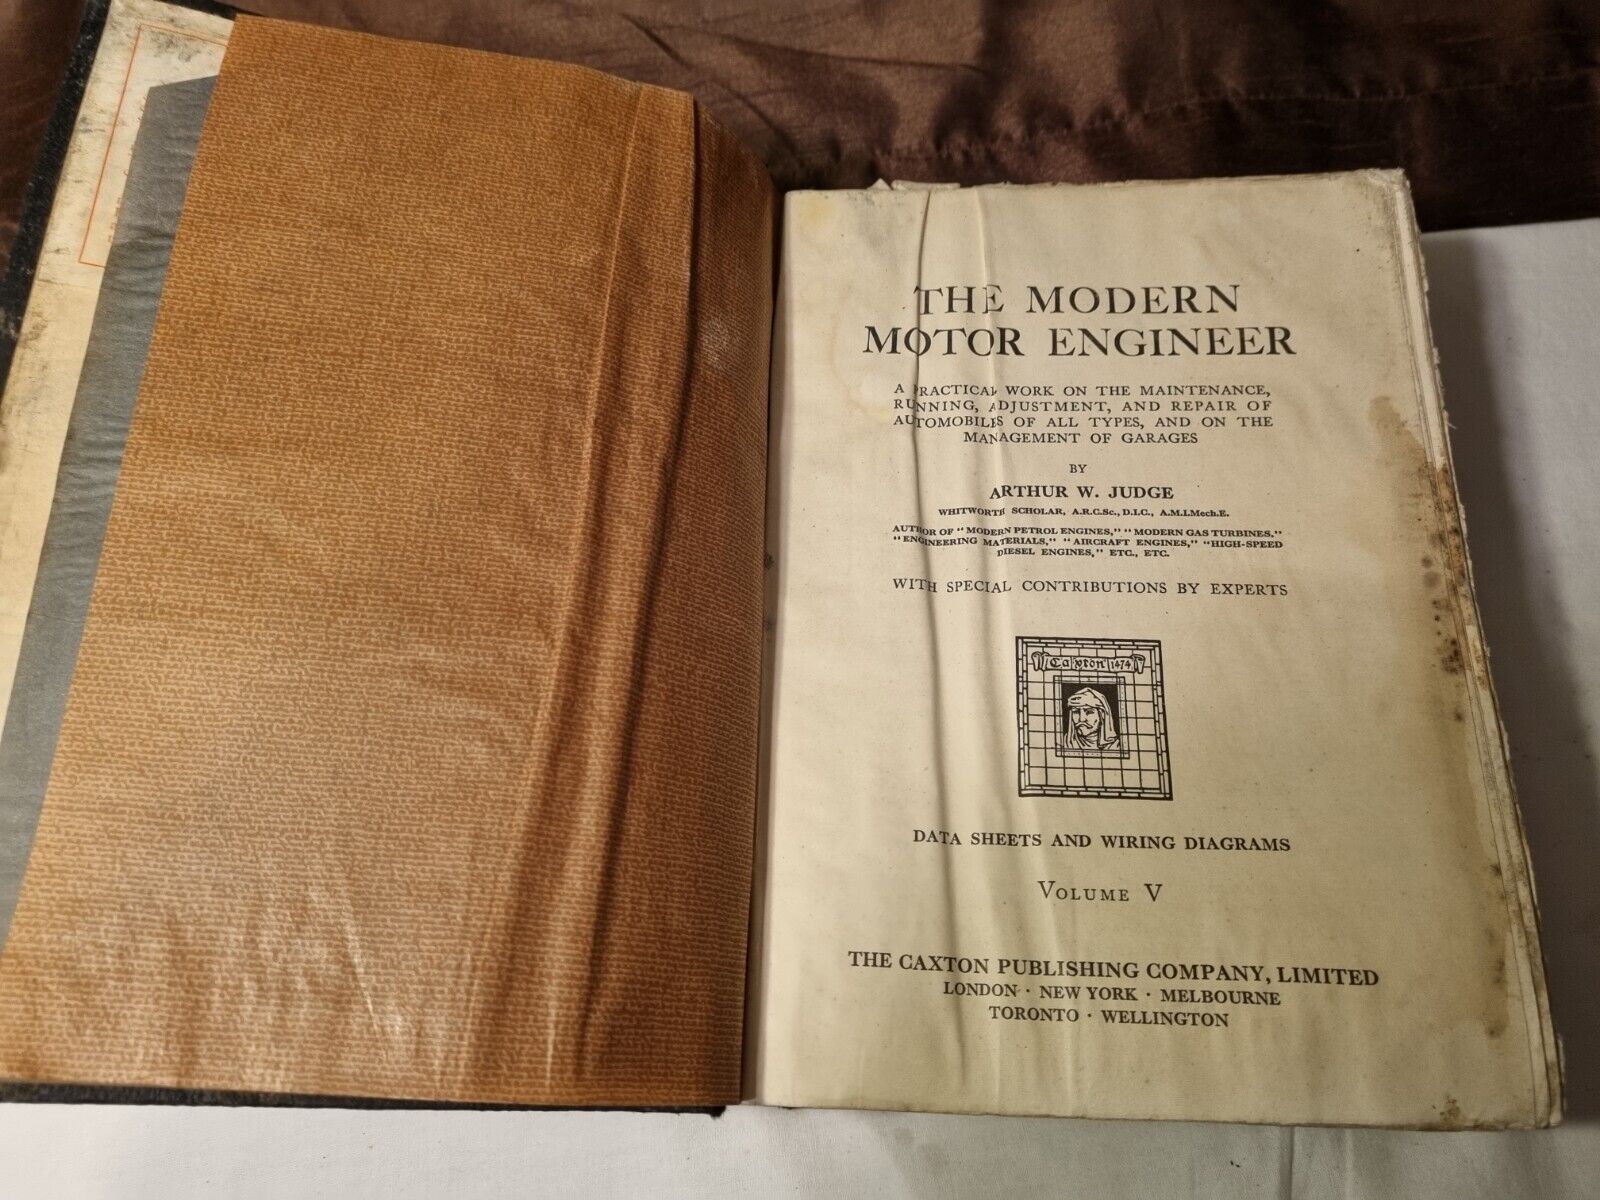 THE MODERN
MOTOR ENGINEER
A PRACTICAL WORK ON THE MAINTENANCE,
RUNNING, ADJUSTMENT, AND REPAIR OF
AUTOMOBILES OF ALL TYPES, AND ON THE
MANAGEMENT OF GARAGES
BY
ARTHUR W. JUDGE
WHITWORTH SCHOLAR, A.R.C.Sc., D.I.C., A.M.I.Mech.E.
AUTHOR OF "MODERN PETROL ENGINES," "MODERN GAS TURBINES."
"ENGINEERING MATERIALS," "AIRCRAFT ENGINES," "HIGH-SPEED
DIESEL ENGINES," ETC., ETC.
WITH SPECIAL CONTRIBUTIONS BY EXPERTS
Caxton 1474
DATA SHEETS AND WIRING DIAGRAMS
VOLUME V
THE CAXTON PUBLISHING COMPANY, LIMITED
LONDON · NEW YORK · MELBOURNE
TORONTO · WELLINGTON